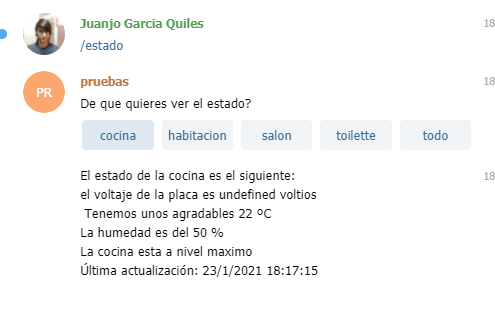 Juanjo Garcia Quiles 18
/estado
PR pruebas 18
De que quieres ver el estado?
cocina habitacion salon toilette todo
El estado de la cocina es el siguiente: 18
el voltaje de la placa es undefined voltios
Tenemos unos agradables 22 ºC
La humedad es del 50 %
La cocina esta a nivel maximo
Última actualización: 23/1/2021 18:17:15